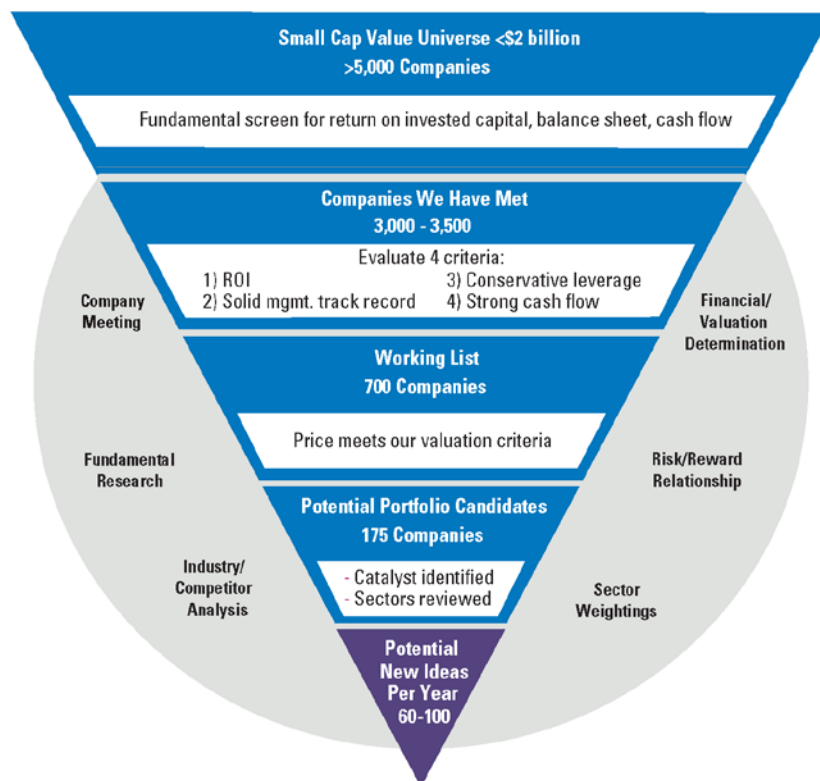 Small Cap Value Universe <$2 billion
>5,000 Companies
Fundamental screen for return on invested capital, balance sheet, cash flow
Companies We Have Met
3,000 - 3,500
Evaluate 4 criteria:
1) ROI
3) Conservative leverage
2) Solid mgmt. track record
4) Strong cash flow
Company
Meeting
Financial/
Valuation
Determination
Working List
700 Companies
Price meets our valuation criteria
Fundamental
Research
Risk/Reward
Relationship
Potential Portfolio Candidates
175 Companies
- Catalyst identified
- Sectors reviewed
Industry/
Competitor
Analysis
Sector
Weightings
Potential
New Ideas
Per Year
60-100